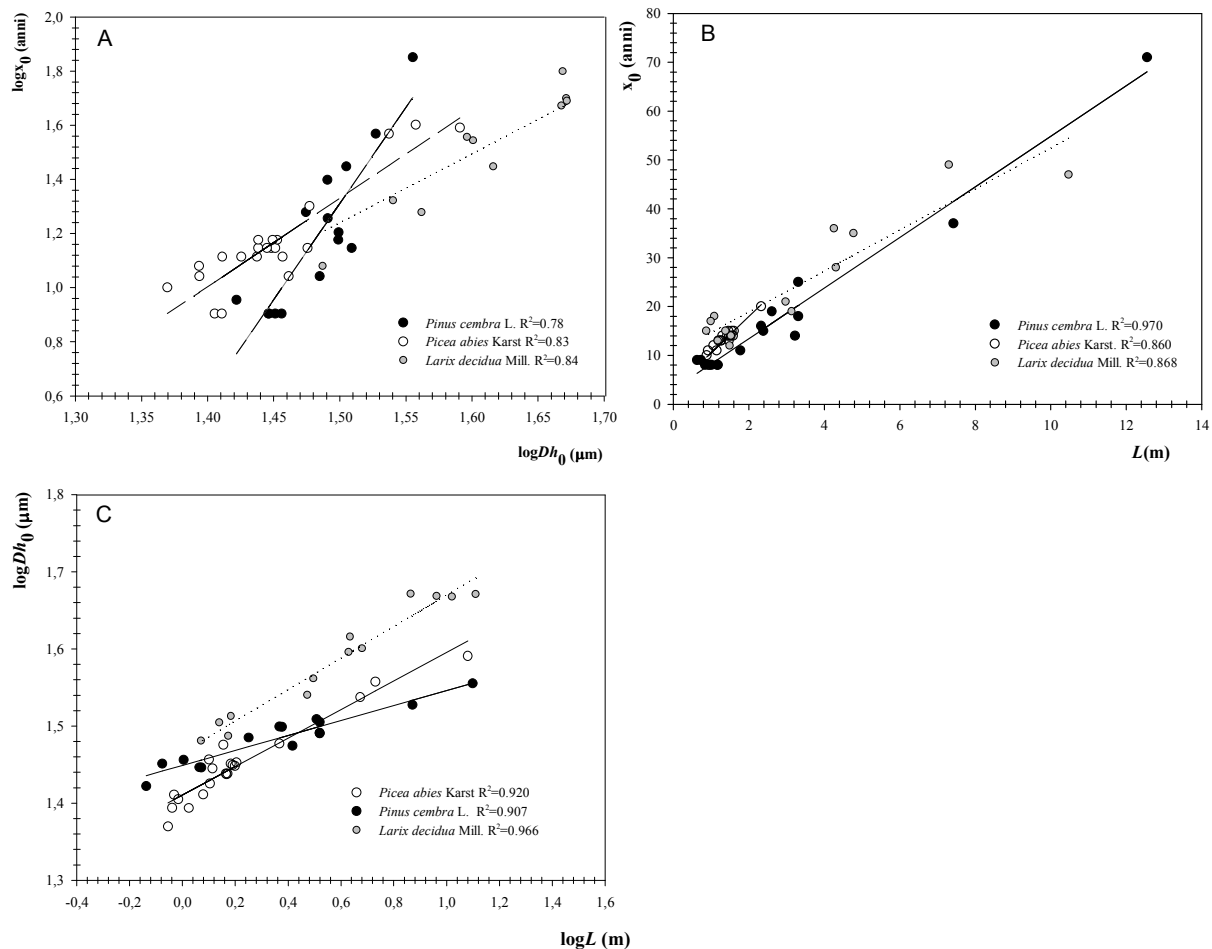 A
logx0 (anni)
1,8
1,6
1,4
1,2
1,0
0,8
0,6
Pinus cembra L. R2=0.78
Picea abies Karst R2=0.83
Larix decidua Mill. R2=0.84
1,30 1,35 1,40 1,45 1,50 1,55 1,60 1,65 1,70
logDh0 (µm)
B
x0 (anni)
80
70
60
50
40
30
20
10
0
Pinus cembra L. R2=0.970
Picea abies Karst. R2=0.860
Larix decidua Mill. R2=0.868
0 2 4 6 8 10 12 14
L(m)
C
logDh0 (µm)
1,8
1,7
1,6
1,5
1,4
1,3
Picea abies Karst R2=0.920
Pinus cembra L. R2=0.907
Larix decidua Mill. R2=0.966
-0,4 -0,2 0,0 0,2 0,4 0,6 0,8 1,0 1,2 1,4 1,6
logL (m)